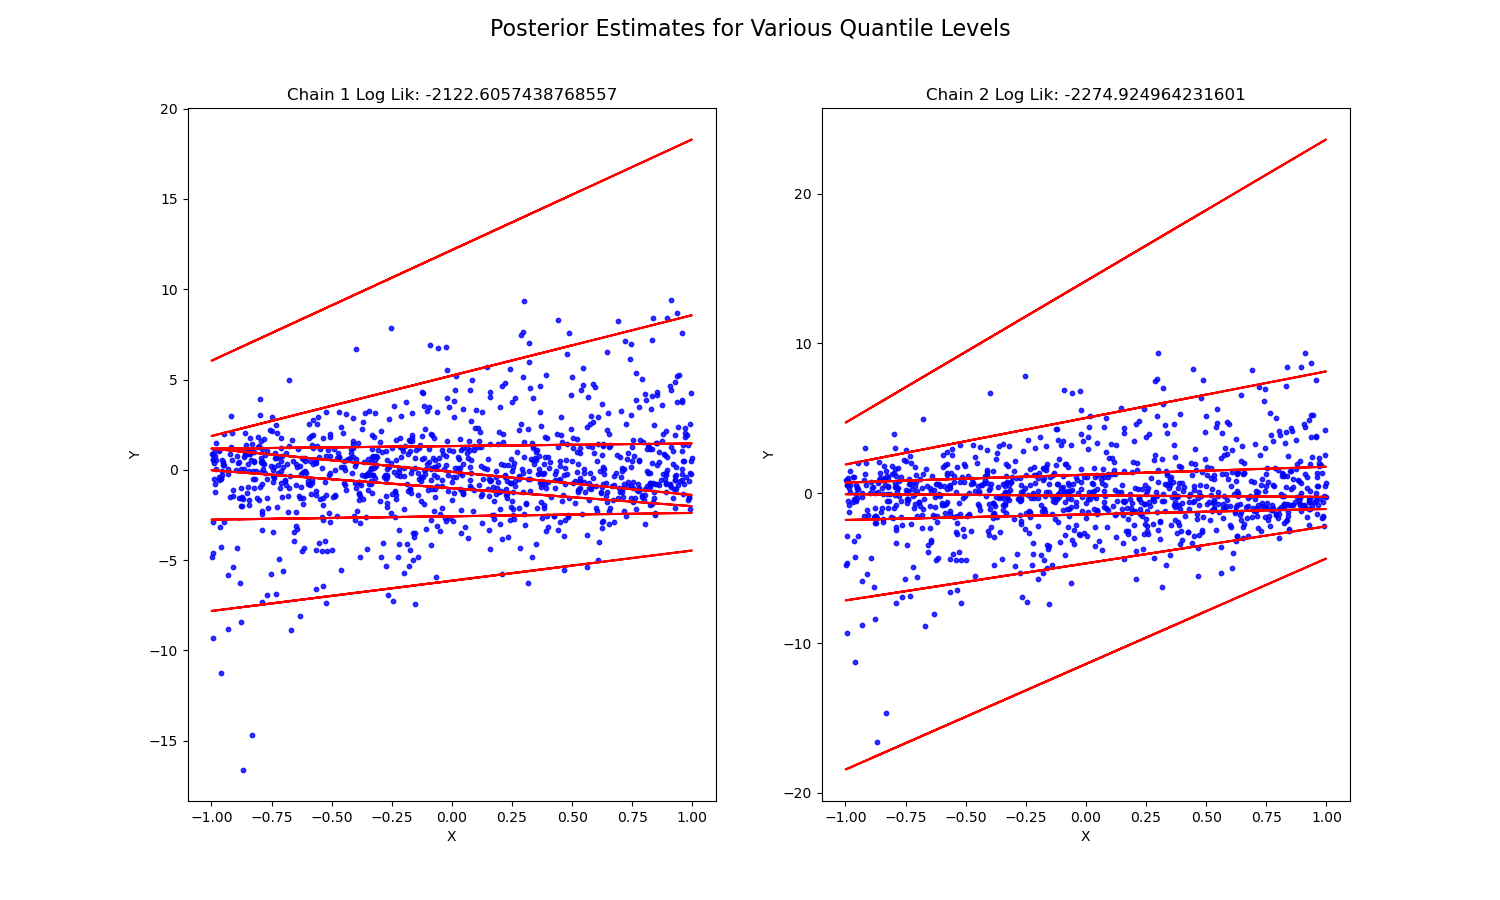 Posterior Estimates for Various Quantile Levels
Chain 1 Log Lik: -2122.6057438768557
20
15
10
5
0
−5
−10
−15
Y
−1.00 −0.75 −0.50 −0.25 0.00 0.25 0.50 0.75 1.00
X
Chain 2 Log Lik: -2274.924964231601
20
10
0
−10
−20
Y
−1.00 −0.75 −0.50 −0.25 0.00 0.25 0.50 0.75 1.00
X